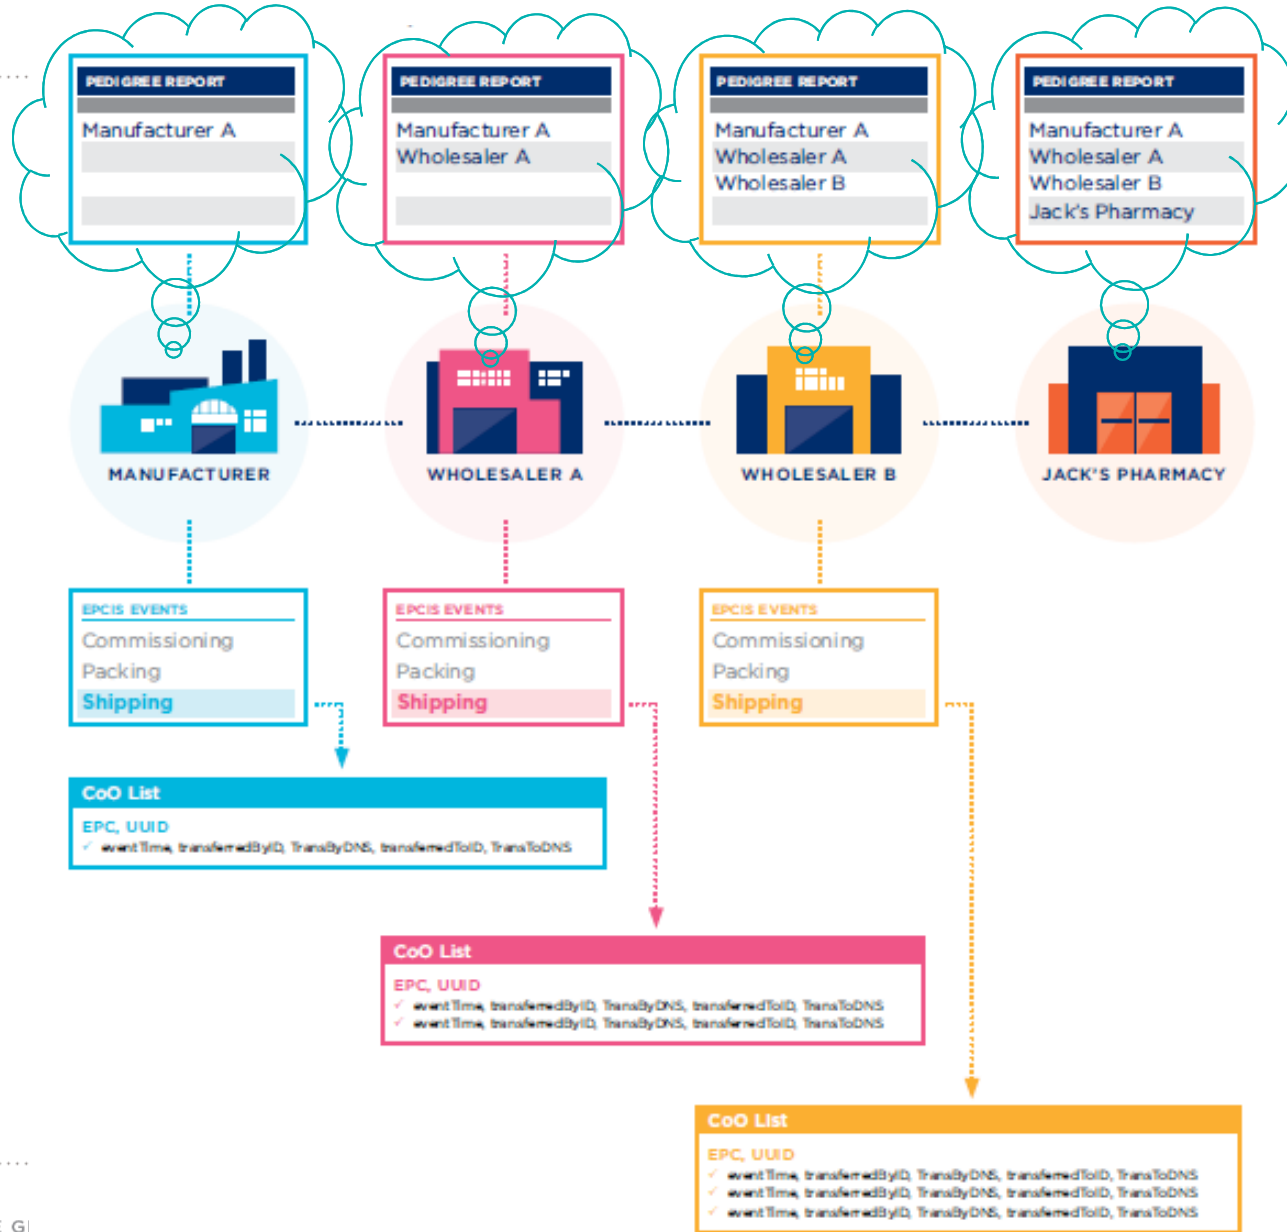 PEDIGREE REPORT
Manufacturer A
PEDIGREE REPORT
Manufacturer A
Wholesaler A
PEDIGREE REPORT
Manufacturer A
Wholesaler A
Wholesaler B
PEDIGREE REPORT
Manufacturer A
Wholesaler A
Wholesaler B
Jack's Pharmacy
MANUFACTURER
WHOLESALER A
WHOLESALER B
JACK'S PHARMACY
EPCIS EVENTS
Commissioning
Packing
Shipping
EPCIS EVENTS
Commissioning
Packing
Shipping
EPCIS EVENTS
Commissioning
Packing
Shipping
CoO List
EPC, UUID
✓ eventTime, transferredByID, TransByDNS, transferredToID, TransToDNS
CoO List
EPC, UUID
✓ eventTime, transferredByID, TransByDNS, transferredToID, TransToDNS
✓ eventTime, transferredByID, TransByDNS, transferredToID, TransToDNS
CoO List
EPC, UUID
✓ eventTime, transferredByID, TransByDNS, transferredToID, TransToDNS
✓ eventTime, transferredByID, TransByDNS, transferredToID, TransToDNS
✓ eventTime, transferredByID, TransByDNS, transferredToID, TransToDNS